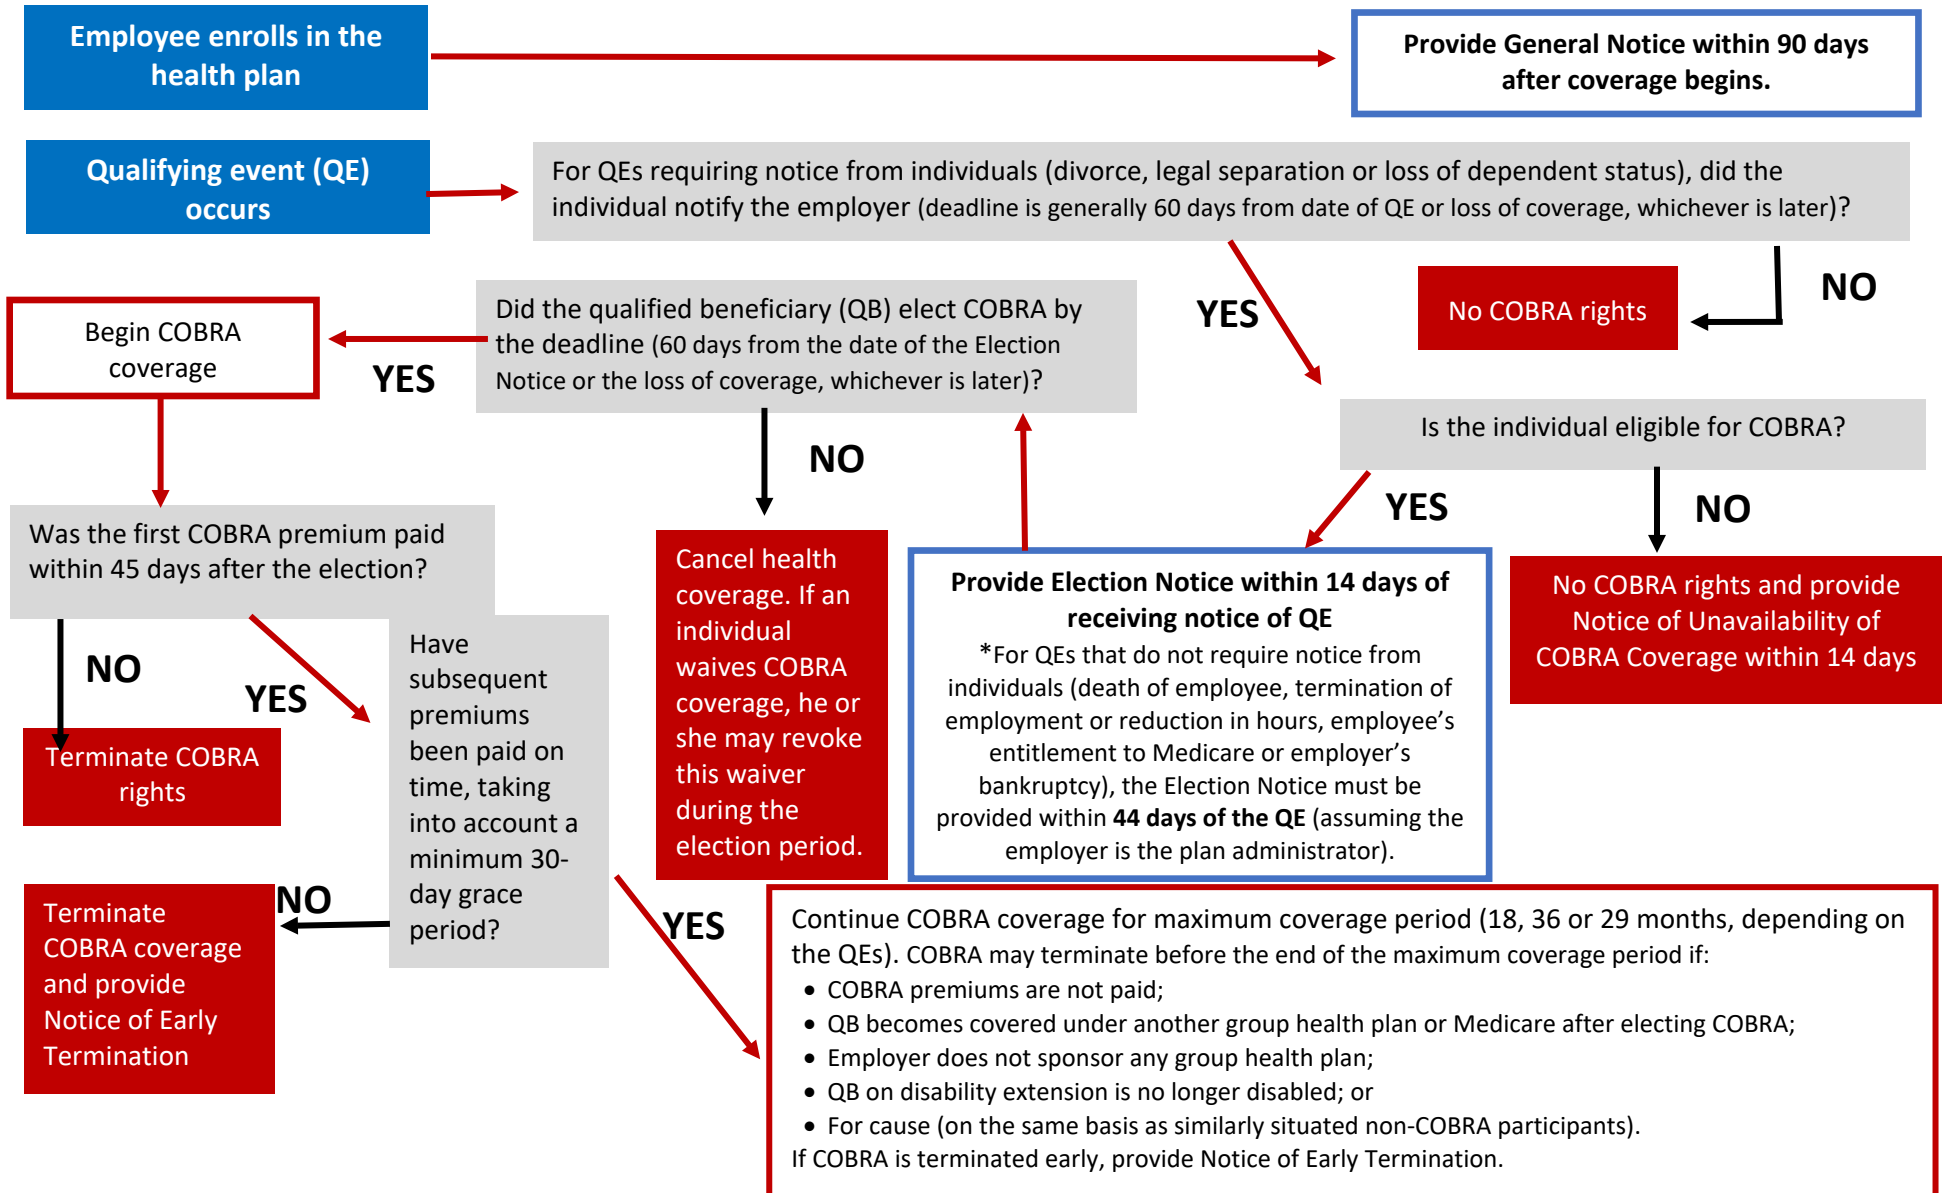 Employee enrolls in the
health plan
Provide General Notice within 90 days
after coverage begins.
Qualifying event (QE)
occurs
For QEs requiring notice from individuals (divorce, legal separation or loss of dependent status), did the
individual notify the employer (deadline is generally 60 days from date of QE or loss of coverage, whichever is later)?
YES
NO
No COBRA rights
Is the individual eligible for COBRA?
YES
NO
No COBRA rights and provide
Notice of Unavailability of
COBRA Coverage within 14 days
Provide Election Notice within 14 days of
receiving notice of QE
*For QEs that do not require notice from
individuals (death of employee, termination of
employment or reduction in hours, employee’s
entitlement to Medicare or employer’s
bankruptcy), the Election Notice must be
provided within 44 days of the QE (assuming the
employer is the plan administrator).
Did the qualified beneficiary (QB) elect COBRA by
the deadline (60 days from the date of the Election
Notice or the loss of coverage, whichever is later)?
YES
NO
Cancel health
coverage. If an
individual
waives COBRA
coverage, he or
she may revoke
this waiver
during the
election period.
Begin COBRA
coverage
Was the first COBRA premium paid
within 45 days after the election?
NO
YES
Terminate COBRA
rights
Have
subsequent
premiums
been paid on
time, taking
into account a
minimum 30-
day grace
period?
NO
YES
Terminate
COBRA coverage
and provide
Notice of Early
Termination
Continue COBRA coverage for maximum coverage period (18, 36 or 29 months, depending on
the QEs). COBRA may terminate before the end of the maximum coverage period if:
• COBRA premiums are not paid;
• QB becomes covered under another group health plan or Medicare after electing COBRA;
• Employer does not sponsor any group health plan;
• QB on disability extension is no longer disabled; or
• For cause (on the same basis as similarly situated non-COBRA participants).
If COBRA is terminated early, provide Notice of Early Termination.